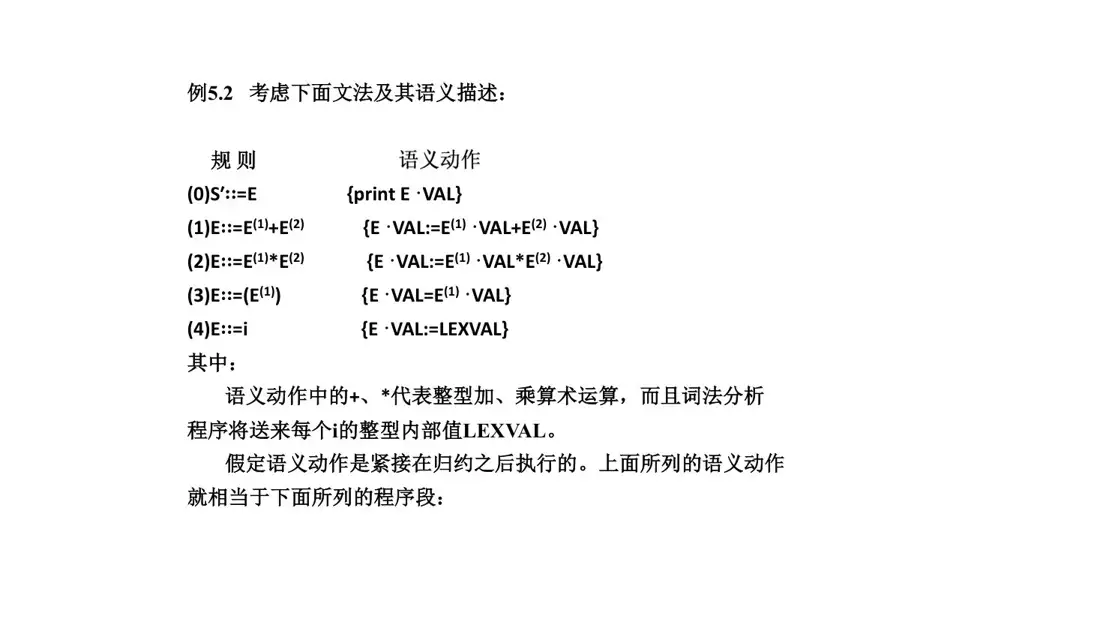 例5.2 考虑下面文法及其语义描述：
规 则 语义动作
(0)S′::=E {print E ·VAL}
(1)E::=E⁽¹⁾+E⁽²⁾ {E ·VAL:=E⁽¹⁾ ·VAL+E⁽²⁾ ·VAL}
(2)E::=E⁽¹⁾*E⁽²⁾ {E ·VAL:=E⁽¹⁾ ·VAL*E⁽²⁾ ·VAL}
(3)E::=(E⁽¹⁾) {E ·VAL=E⁽¹⁾ ·VAL}
(4)E::=i {E ·VAL:=LEXVAL}
其中：
语义动作中的+、*代表整型加、乘算术运算，而且词法分析
程序将送来每个i的整型内部值LEXVAL。
假定语义动作是紧接在归约之后执行的。上面所列的语义动作
就相当于下面所列的程序段：